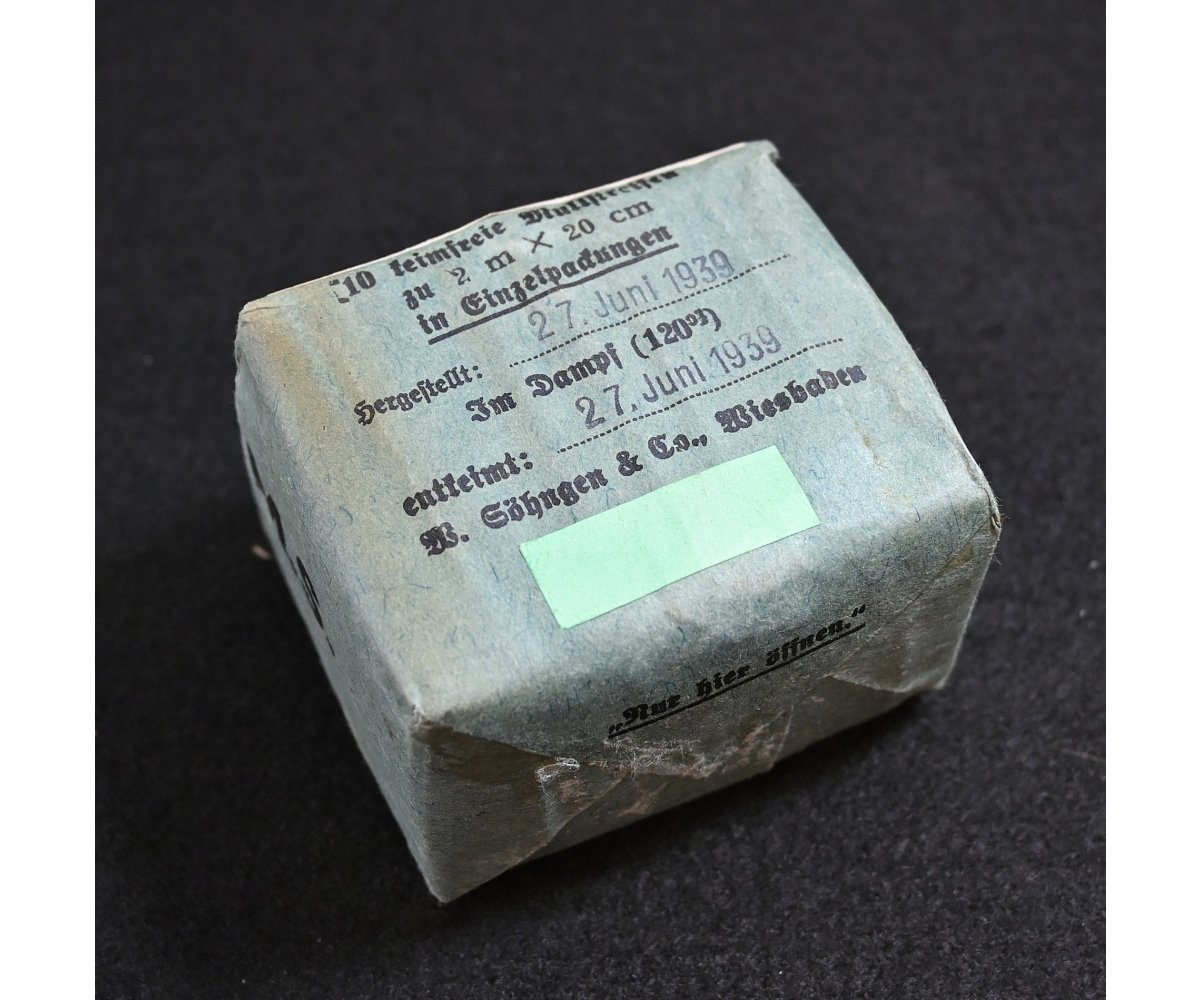 10 keimfreie Mullstreifen
zu 2 m × 20 cm
in Einzelpackungen
Hergestellt: 27. Juni 1939
Im Dampf (120°)
entkeimt: 27. Juni 1939
W. Söhngen & Co., Wiesbaden
„Nur hier öffnen.“